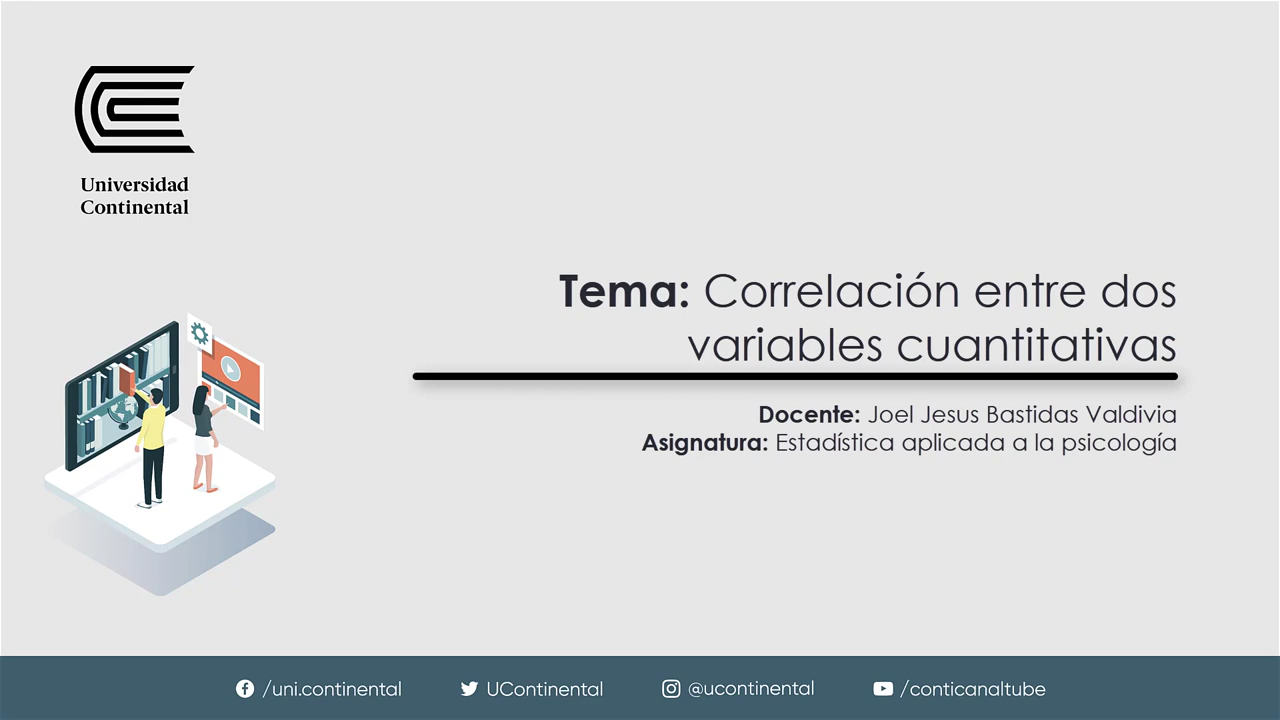 Universidad
Continental
Tema: Correlación entre dos
variables cuantitativas
Docente: Joel Jesus Bastidas Valdivia
Asignatura: Estadística aplicada a la psicología
/uni.continental UContinental @ucontinental /conticanaltube